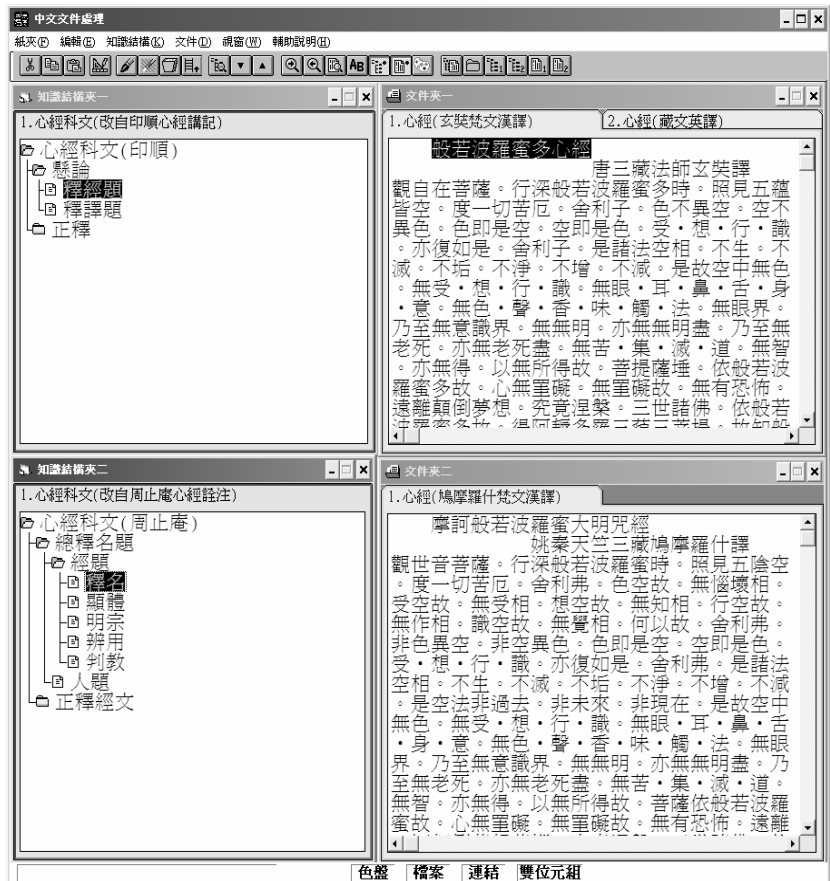 中文文件處理
紙夾(F) 編輯(E) 知識結構(K) 文件(D) 視窗(W) 輔助說明(H)
AB
知識結構夾一
1.心經科文(改自印順心經講記)
心經科文(印順)
懸論
釋經題
釋譯題
正釋
文件夾一
1.心經(玄奘梵文漢譯)
2.心經(藏文英譯)
般若波羅蜜多心經
唐三藏法師玄奘譯
觀自在菩薩。行深般若波羅蜜多時。照見五蘊
皆空。度一切苦厄。舍利子。色不異空。空不
異色。色即是空。空即是色。受・想・行・識
。亦復如是。舍利子。是諸法空相。不生。不
滅。不垢。不淨。不增。不減。是故空中無色
。無受・想・行・識。無眼・耳・鼻・舌・身
・意。無色・聲・香・味・觸・法。無眼界。
乃至無意識界。無無明。亦無無明盡。乃至無
老死。亦無老死盡。無苦・集・滅・道。無智
。亦無得。以無所得故。菩提薩埵。依般若波
羅蜜多故。心無罣礙。無罣礙故。無有恐怖。
遠離顛倒夢想。究竟涅槃。三世諸佛。依般若
波羅蜜多故。得阿耨多羅三藐三菩提。故知般
知識結構夾二
1.心經科文(改自周止庵心經詮注)
心經科文(周止庵)
總釋名題
經題
釋名
顯體
明宗
辨用
判教
人題
正釋經文
文件夾二
1.心經(鳩摩羅什梵文漢譯)
摩訶般若波羅蜜大明咒經
姚秦天竺三藏鳩摩羅什譯
觀世音菩薩。行深般若波羅蜜時。照見五陰空
。度一切苦厄。舍利弗。色空故。無惱壞相。
受空故。無受相。想空故。無知相。行空故。
無作相。識空故。無覺相。何以故。舍利弗。
非色異空。非空異色。色即是空。空即是色。
受・想・行・識。亦復如是。舍利弗。是諸法
空相。不生。不滅。不垢。不淨。不增。不減
。是空法非過去。非未來。非現在。是故空中
無色。無受・想・行・識。無眼・耳・鼻・舌
・身・意。無色・聲・香・味・觸・法。無眼
界。乃至無意識界。無無明。亦無無明盡。乃
至無老死。亦無老死盡。無苦・集・滅・道。
無智。亦無得。以無所得故。菩薩依般若波羅
蜜故。心無罣礙。無罣礙故。無有恐怖。遠離
色盤 檔案 連結 雙位元組